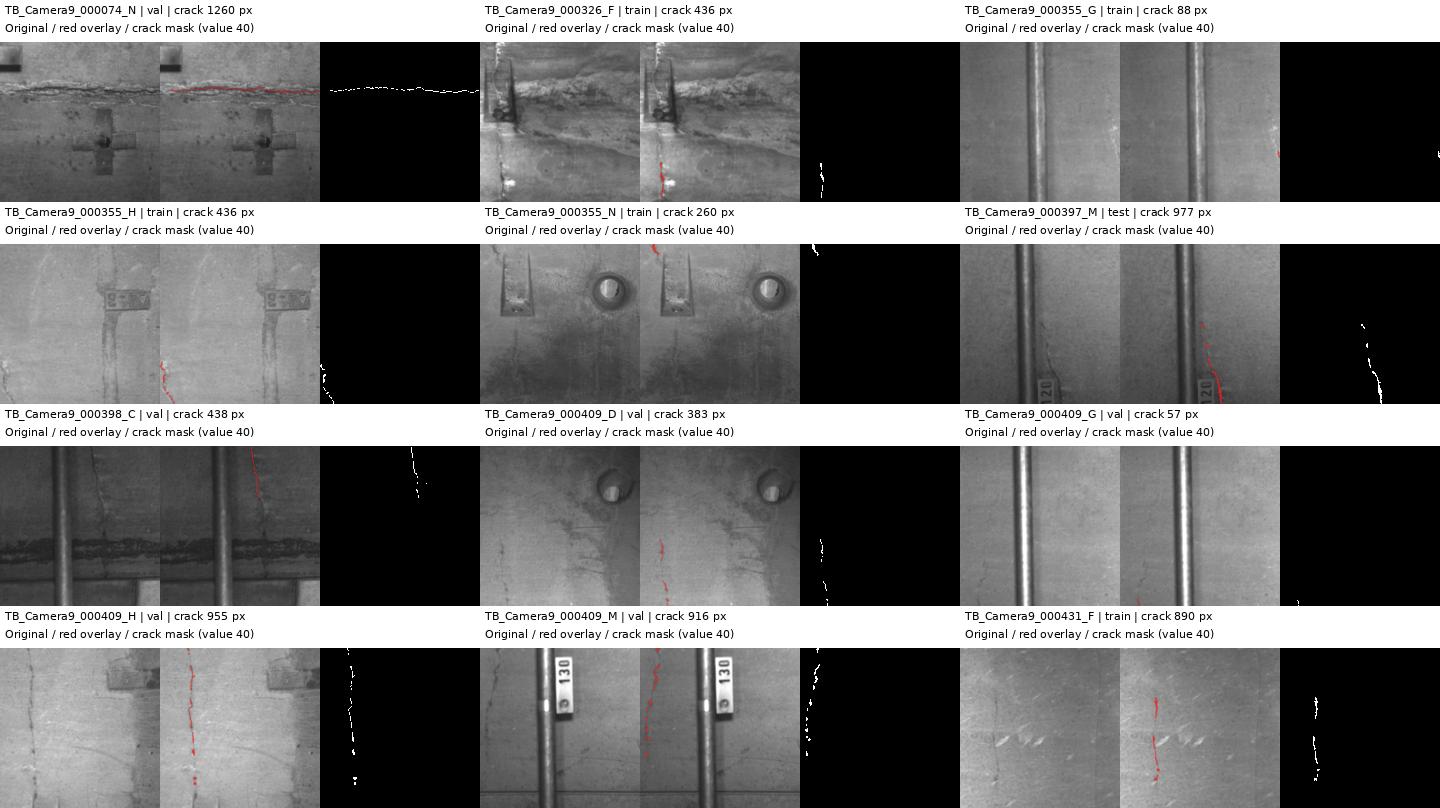 TB_Camera9_000074_N | val | crack 1260 px
Original / red overlay / crack mask (value 40)
TB_Camera9_000326_F | train | crack 436 px
Original / red overlay / crack mask (value 40)
TB_Camera9_000355_G | train | crack 88 px
Original / red overlay / crack mask (value 40)
TB_Camera9_000355_H | train | crack 436 px
Original / red overlay / crack mask (value 40)
TB_Camera9_000355_N | train | crack 260 px
Original / red overlay / crack mask (value 40)
TB_Camera9_000397_M | test | crack 977 px
Original / red overlay / crack mask (value 40)
120
120
TB_Camera9_000398_C | val | crack 438 px
Original / red overlay / crack mask (value 40)
TB_Camera9_000409_D | val | crack 383 px
Original / red overlay / crack mask (value 40)
TB_Camera9_000409_G | val | crack 57 px
Original / red overlay / crack mask (value 40)
TB_Camera9_000409_H | val | crack 955 px
Original / red overlay / crack mask (value 40)
TB_Camera9_000409_M | val | crack 916 px
Original / red overlay / crack mask (value 40)
130
130
TB_Camera9_000431_F | train | crack 890 px
Original / red overlay / crack mask (value 40)